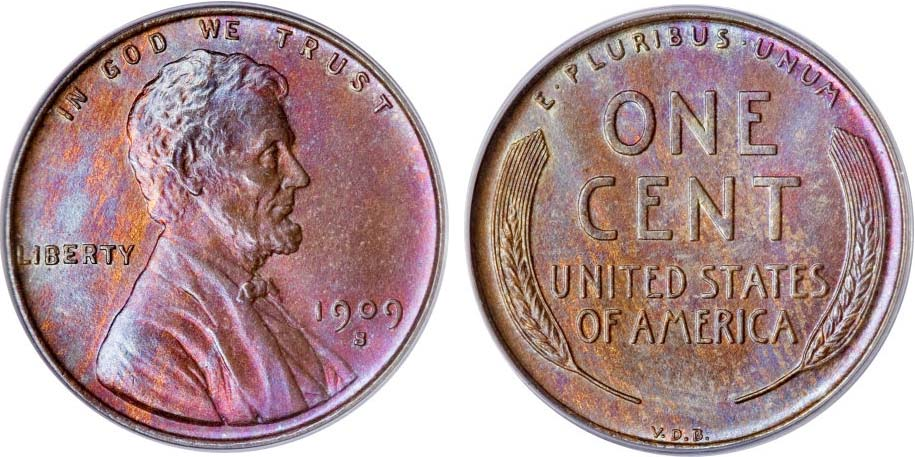 IN GOD WE TRUST
LIBERTY
1909
S
E·PLURIBUS·UNUM
ONE
CENT
UNITED STATES
OF AMERICA
V.D.B.